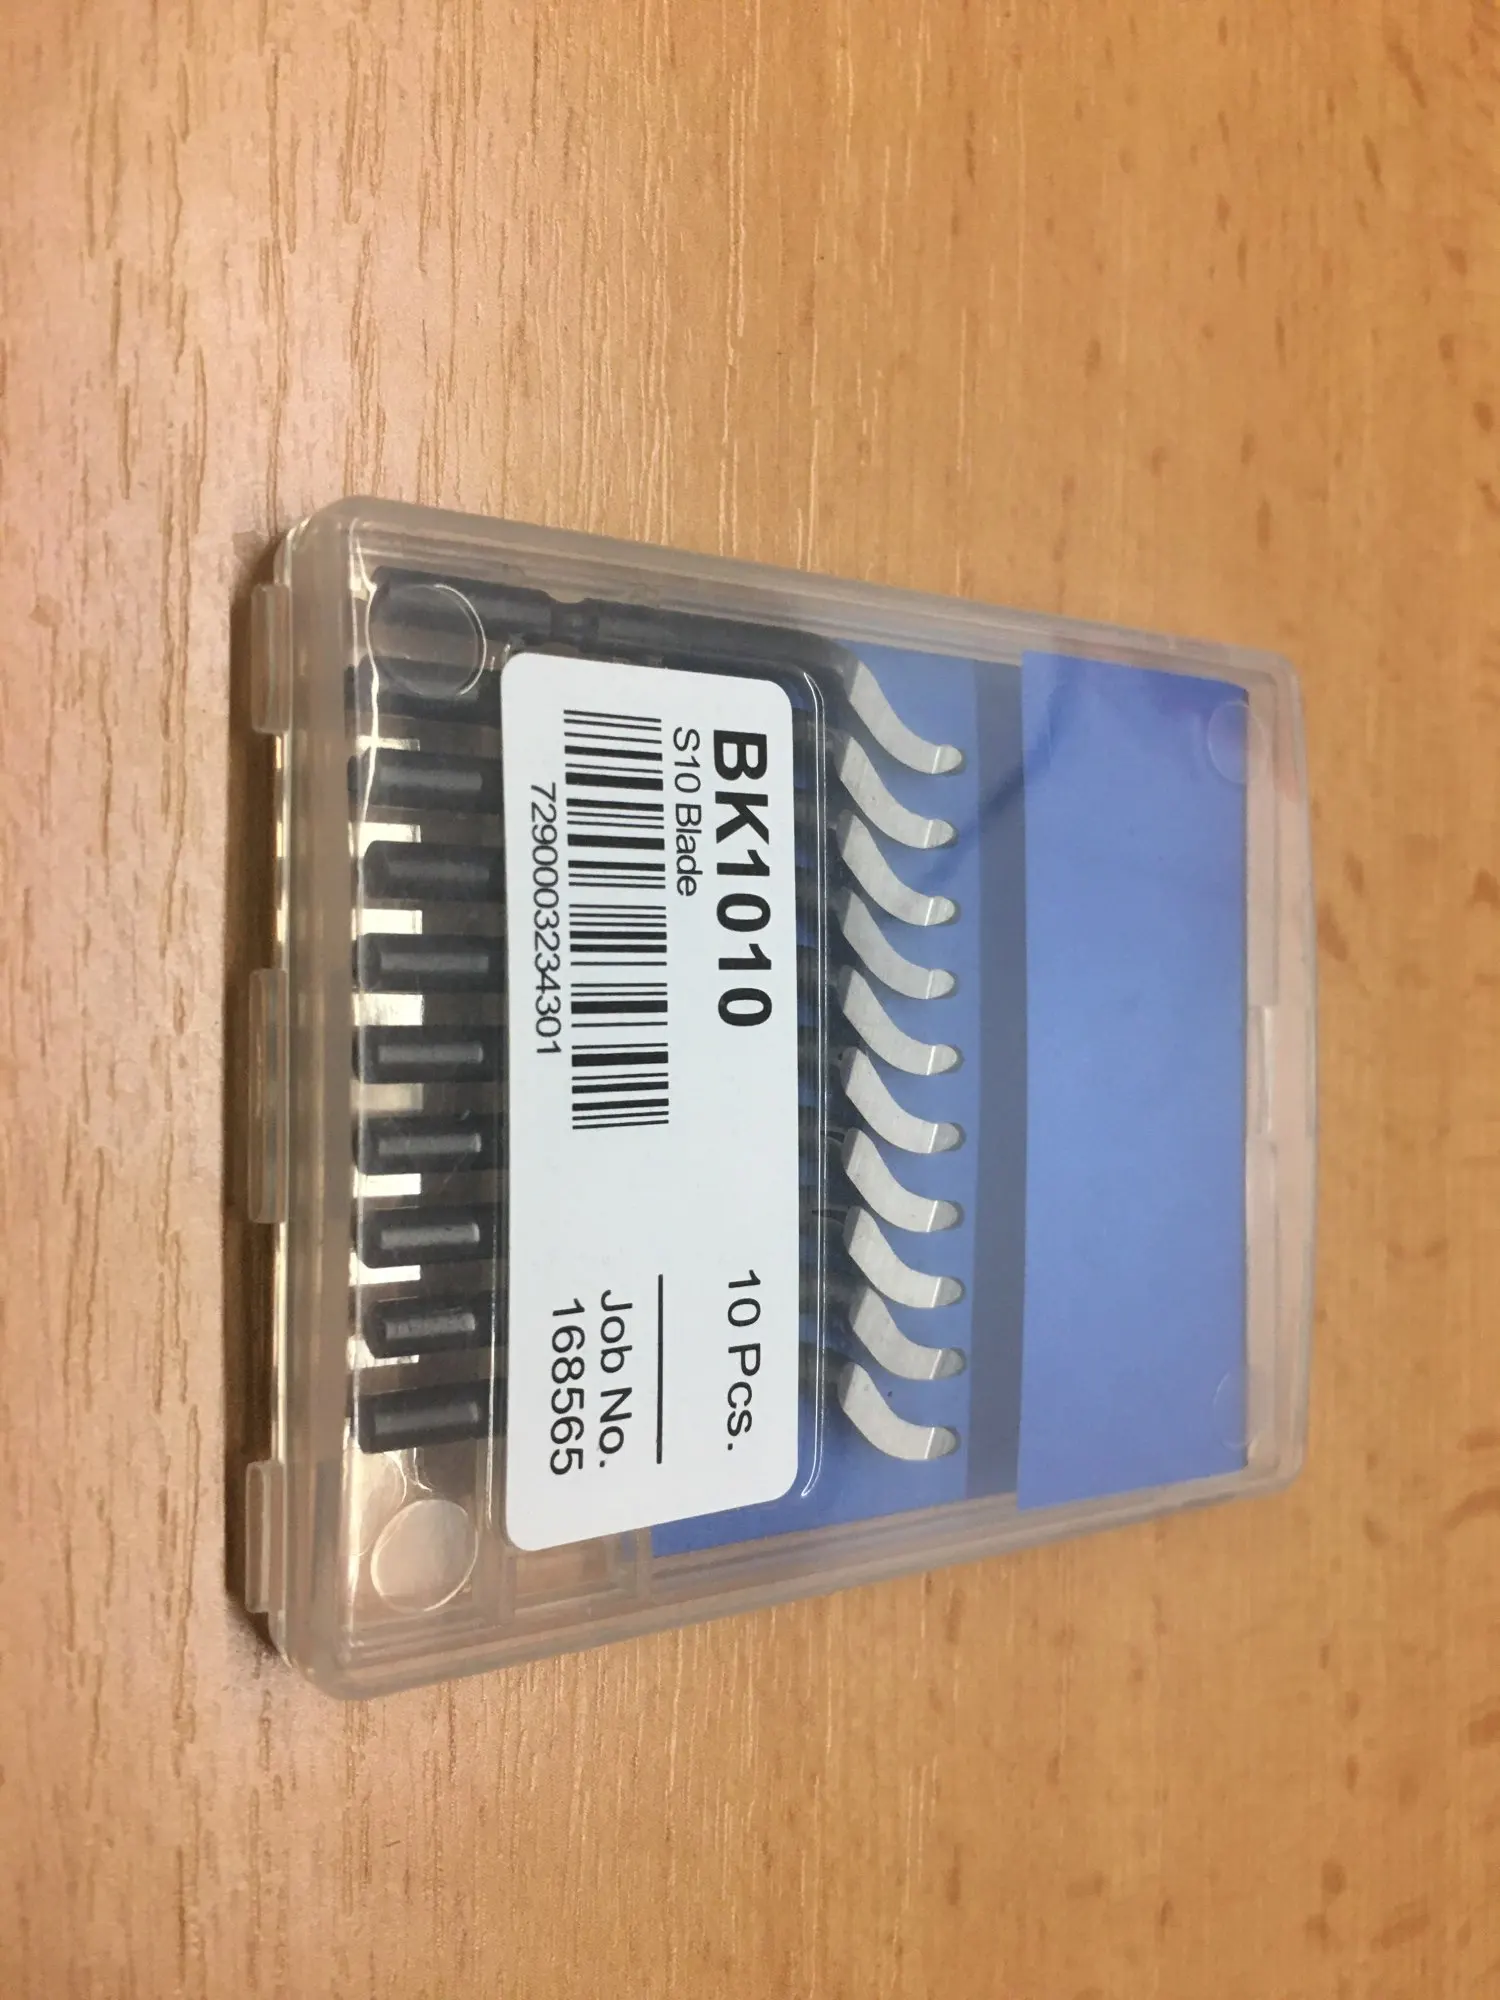 BK1010
S10 Blade
7290003234301
10 Pcs.
Job No.
168565